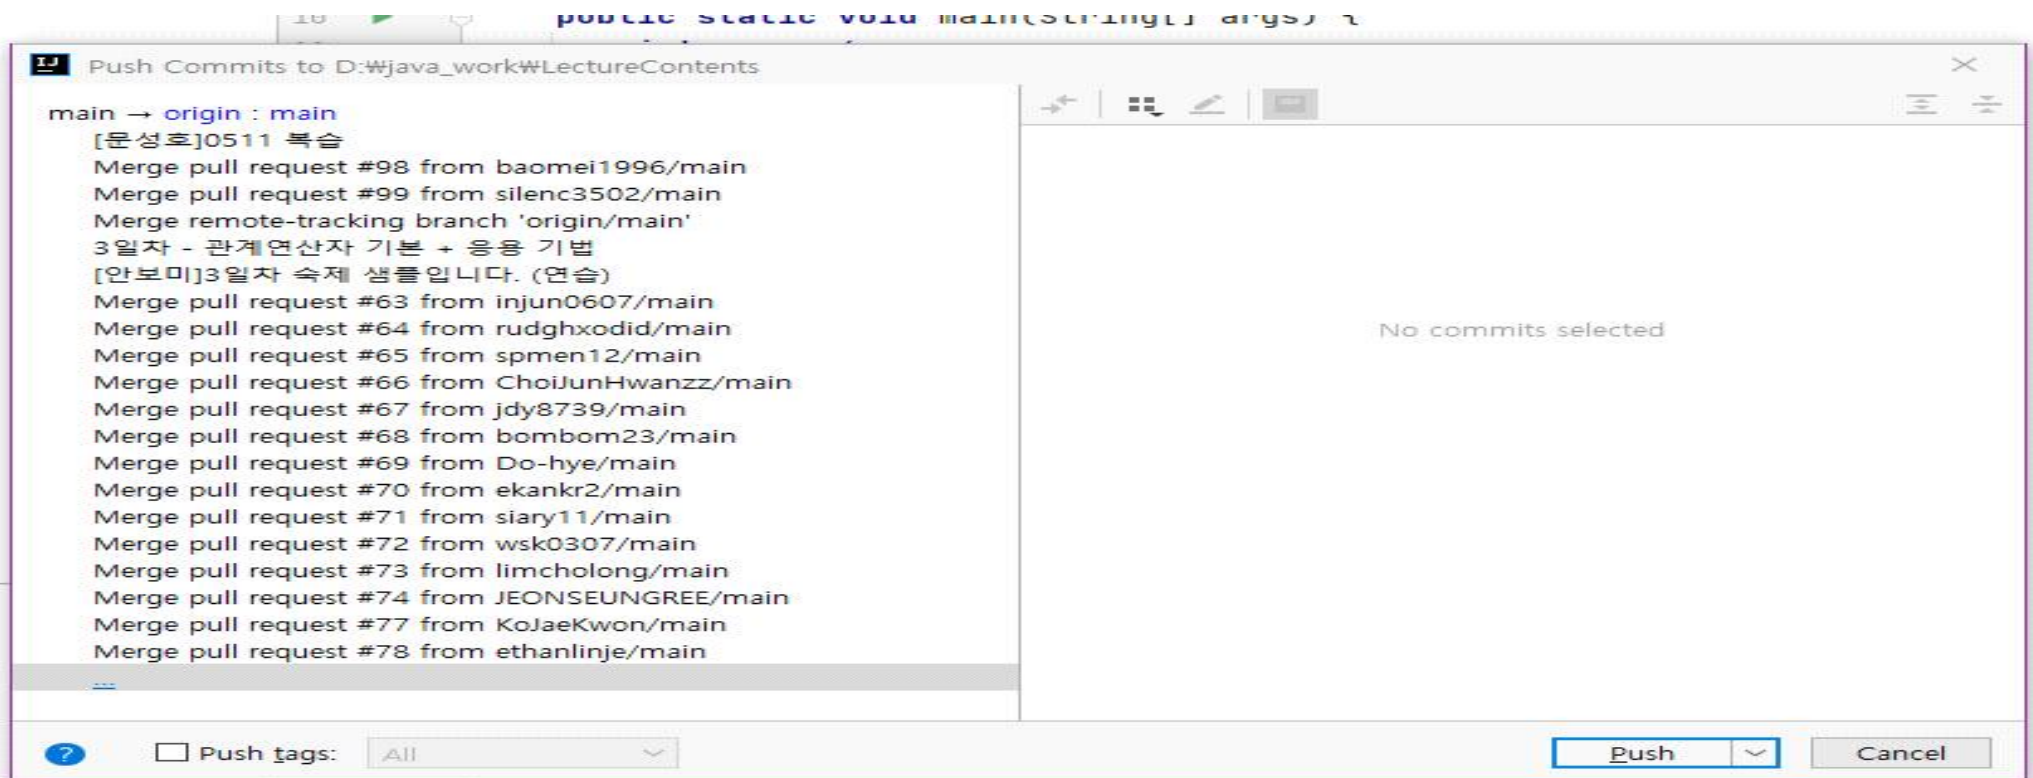 public static void main(String[] args) {
Push Commits to D:₩java_work₩LectureContents
main → origin : main
[문성호]0511 복습
Merge pull request #98 from baomei1996/main
Merge pull request #99 from silenc3502/main
Merge remote-tracking branch 'origin/main'
3일차 - 관계연산자 기본 + 응용 기법
[안보미]3일차 숙제 샘플입니다. (연습)
Merge pull request #63 from injun0607/main
Merge pull request #64 from rudghxodid/main
Merge pull request #65 from spmen12/main
Merge pull request #66 from ChoiJunHwanzz/main
Merge pull request #67 from jdy8739/main
Merge pull request #68 from bombom23/main
Merge pull request #69 from Do-hye/main
Merge pull request #70 from ekankr2/main
Merge pull request #71 from siary11/main
Merge pull request #72 from wsk0307/main
Merge pull request #73 from limcholong/main
Merge pull request #74 from JEONSEUNGREE/main
Merge pull request #77 from KoJaeKwon/main
Merge pull request #78 from ethanlinje/main
...
No commits selected
Push tags: All
Push
Cancel